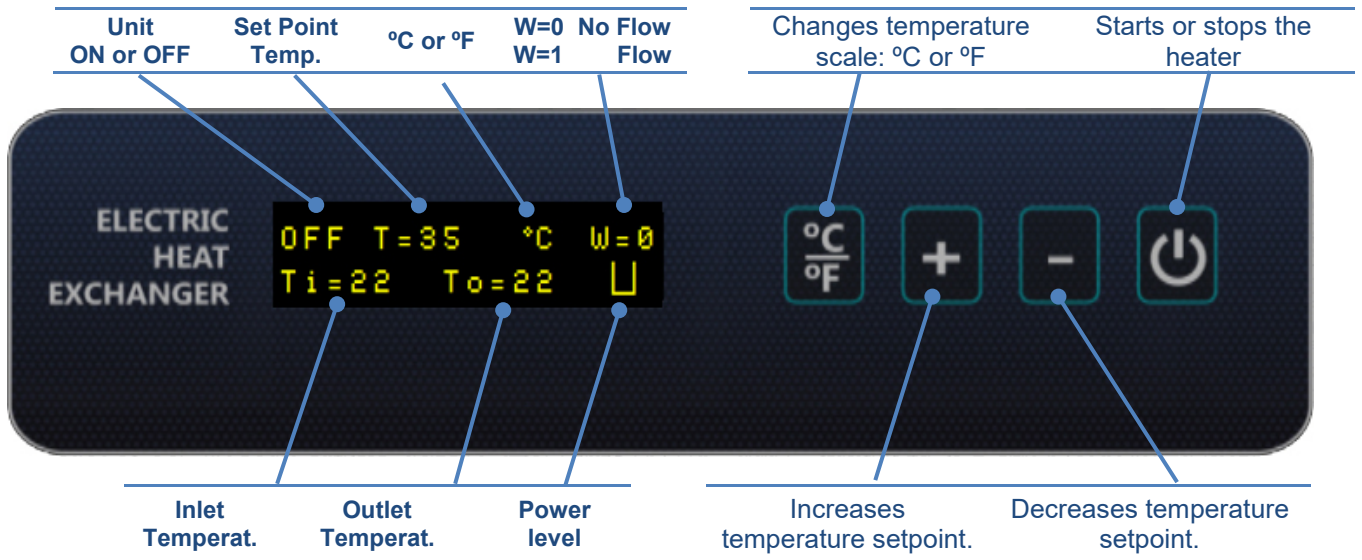 Unit
ON or OFF
Set Point
Temp.
ºC or ºF
W=0 No Flow
W=1 Flow
Changes temperature
scale: ºC or ºF
Starts or stops the
heater
ELECTRIC
HEAT
EXCHANGER
OFF T=35 °C W=0
Ti=22 To=22
ºC
ºF
+
-
Inlet
Temperat.
Outlet
Temperat.
Power
level
Increases
temperature setpoint.
Decreases temperature
setpoint.